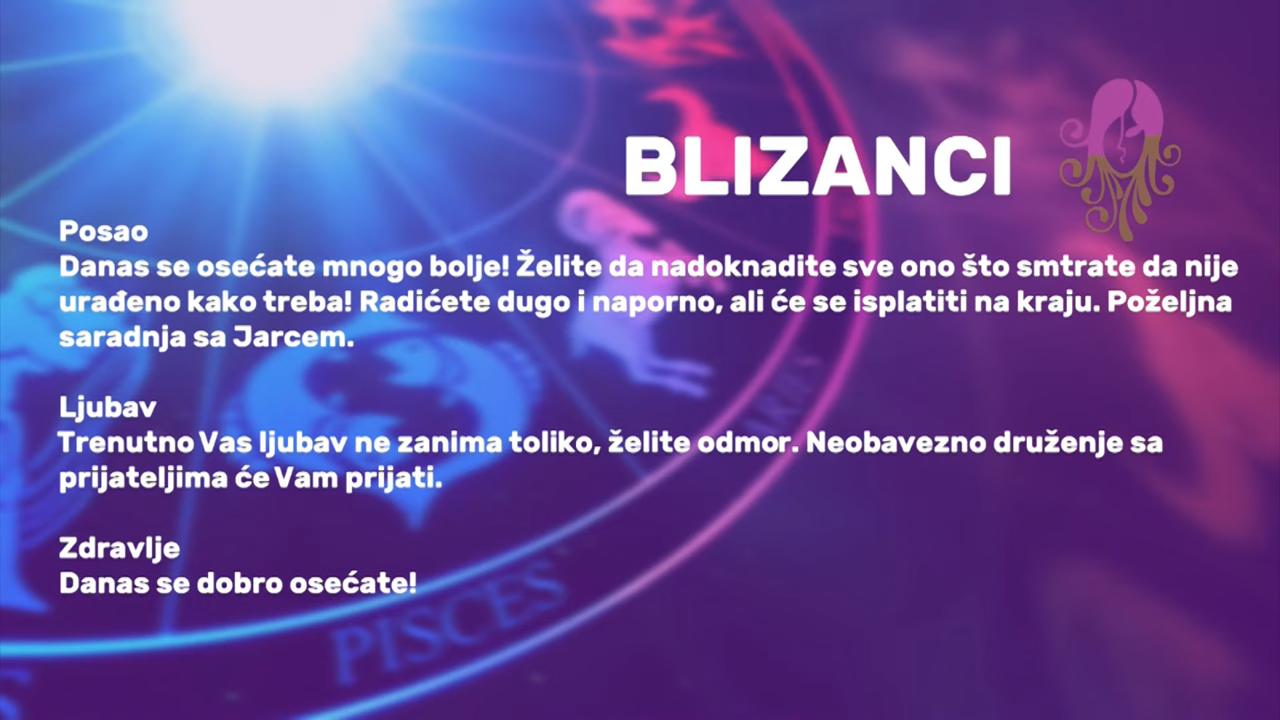 BLIZANCI
Posao
Danas se osećate mnogo bolje! Želite da nadoknadite sve ono što smtrate da nije
urađeno kako treba! Radićete dugo i naporno, ali će se isplatiti na kraju. Poželjna
saradnja sa Jarcem.
Ljubav
Trenutno Vas ljubav ne zanima toliko, želite odmor. Neobavezno druženje sa
prijateljima će Vam prijati.
Zdravlje
Danas se dobro osećate!
ARIES
PISCES